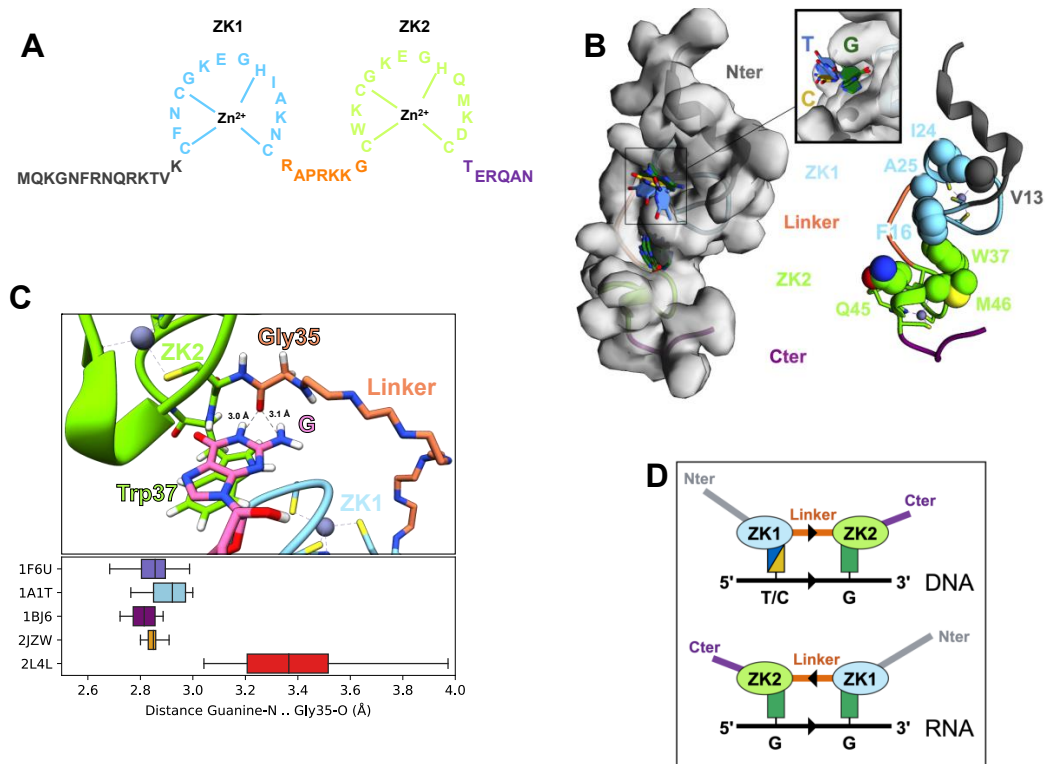 A
ZK1
ZK2
MQKGNFRNQRKTV
K C F N C G K E G H I A K N C
Zn²⁺
R
APRKK
G
C W K C G K E G H Q M K D C
Zn²⁺
T
ERQAN
B
Nter
T
G
C
ZK1
Linker
ZK2
Cter
I24
A25
V13
F16
W37
Q45
M46
C
Gly35
ZK2
Linker
3.0 Å
3.1 Å
G
Trp37
ZK1
1F6U
1A1T
1BJ6
2JZW
2L4L
2.6 2.8 3.0 3.2 3.4 3.6 3.8 4.0
Distance Guanine-N .. Gly35-O (Å)
D
Nter
Cter
Linker
ZK1
ZK2
5' 3'
T/C G
DNA
Nter
Cter
Linker
ZK2
ZK1
5' 3'
G G
RNA